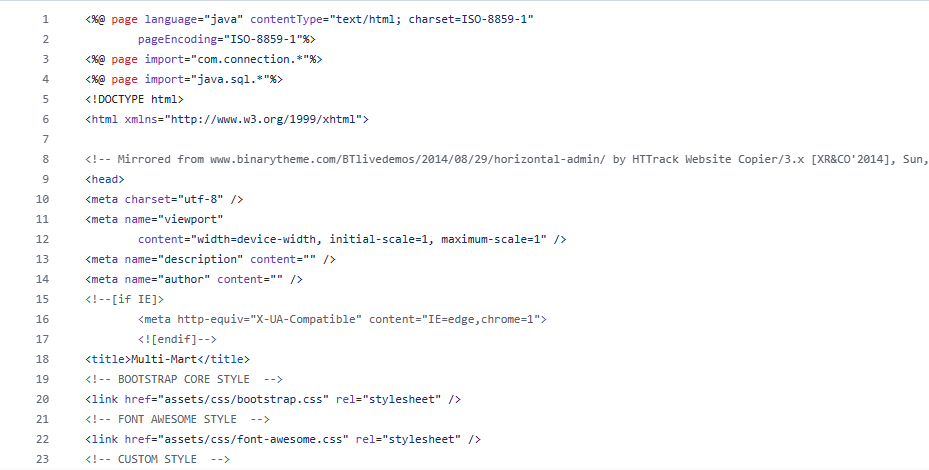 1 <%@ page language="java" contentType="text/html; charset=ISO-8859-1"
2 pageEncoding="ISO-8859-1"%>
3 <%@ page import="com.connection.*"%>
4 <%@ page import="java.sql.*"%>
5 <!DOCTYPE html>
6 <html xmlns="http://www.w3.org/1999/xhtml">
7
8 <!-- Mirrored from www.binarytheme.com/BTlivedemos/2014/08/29/horizontal-admin/ by HTTrack Website Copier/3.x [XR&CO'2014], Sun,
9 <head>
10 <meta charset="utf-8" />
11 <meta name="viewport"
12 content="width=device-width, initial-scale=1, maximum-scale=1" />
13 <meta name="description" content="" />
14 <meta name="author" content="" />
15 <!--[if IE]>
16 <meta http-equiv="X-UA-Compatible" content="IE=edge,chrome=1">
17 <![endif]-->
18 <title>Multi-Mart</title>
19 <!-- BOOTSTRAP CORE STYLE  -->
20 <link href="assets/css/bootstrap.css" rel="stylesheet" />
21 <!-- FONT AWESOME STYLE  -->
22 <link href="assets/css/font-awesome.css" rel="stylesheet" />
23 <!-- CUSTOM STYLE  -->